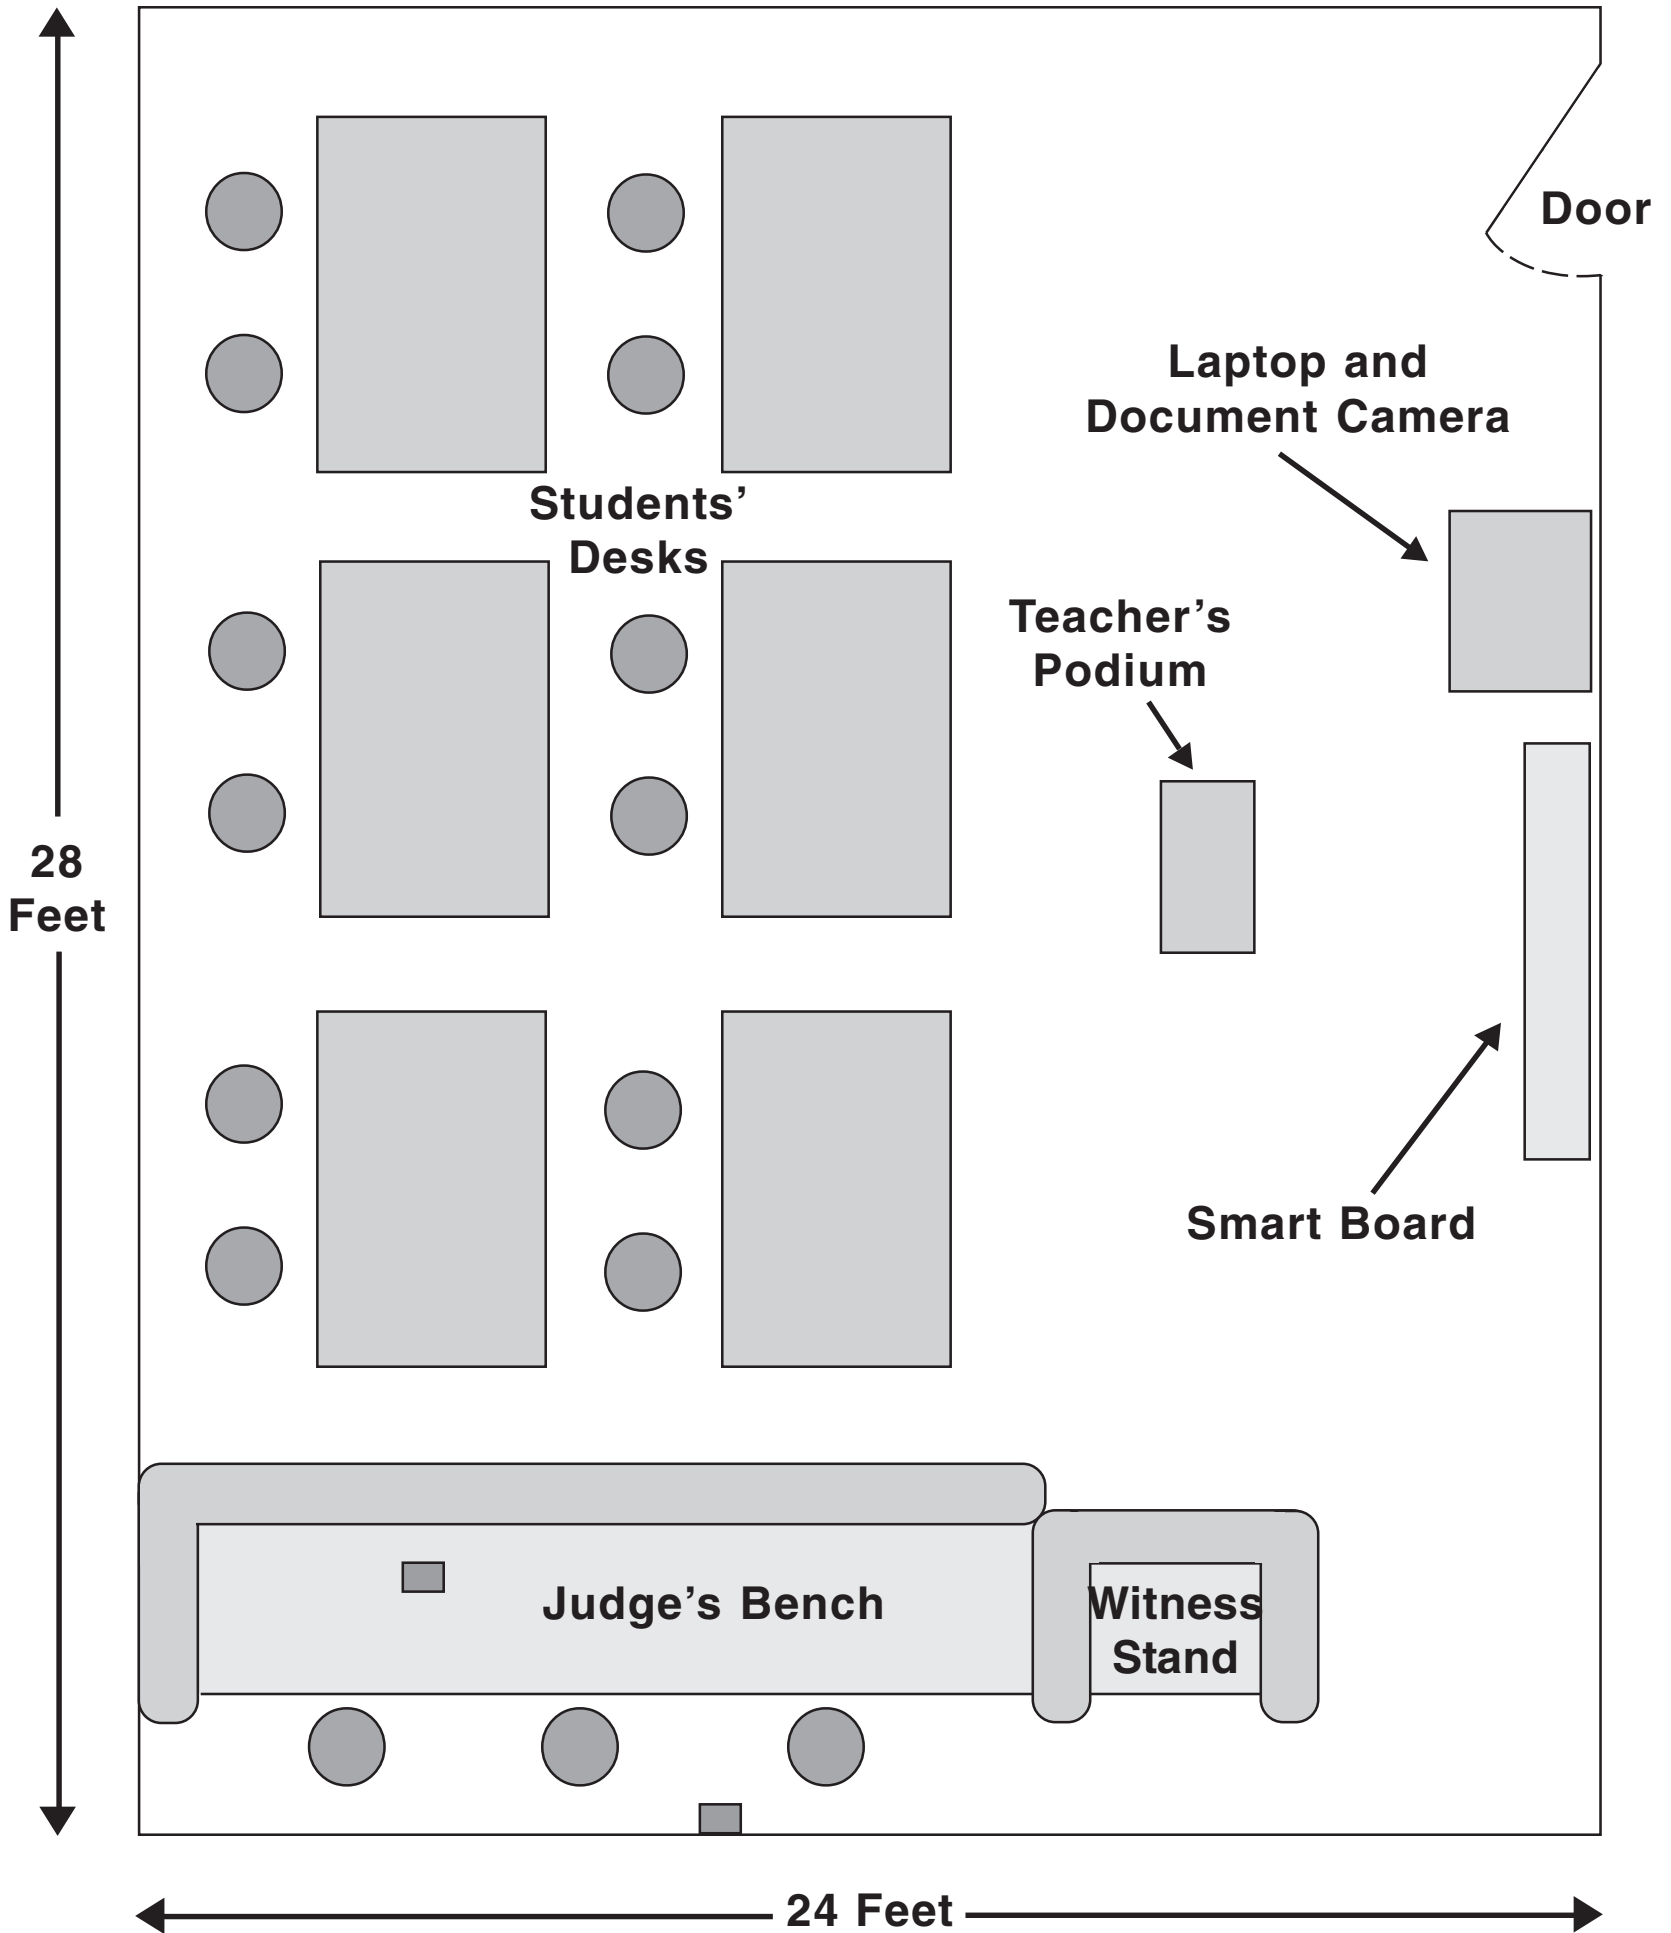 Door
Laptop and
Document Camera
Students’
Desks
Teacher’s
Podium
28
Feet
Smart Board
Judge’s Bench
Witness
Stand
24 Feet